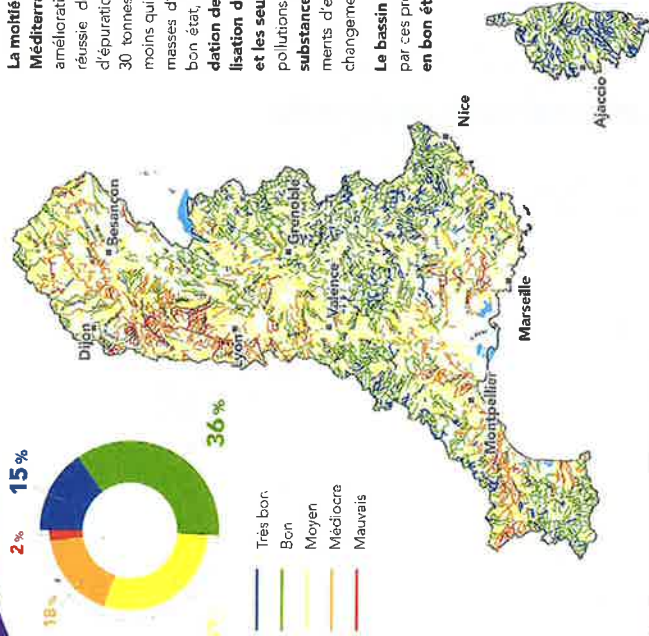 La moitié
Méditerra
amélioratio
réussie d
d'épuratio
30 tonnes
moins qui
masses d'
bon état,
dation de
lisation d
et les seu
pollutions
substance
ments d'e
changeme
Le bassin
par ces pro
en bon ét
2%
15%
18%
36%
Très bon
Bon
Moyen
Médiocre
Mauvais
Dijon
Besançon
Lyon
Grenoble
Valence
Montpellier
Marseille
Nice
Ajaccio